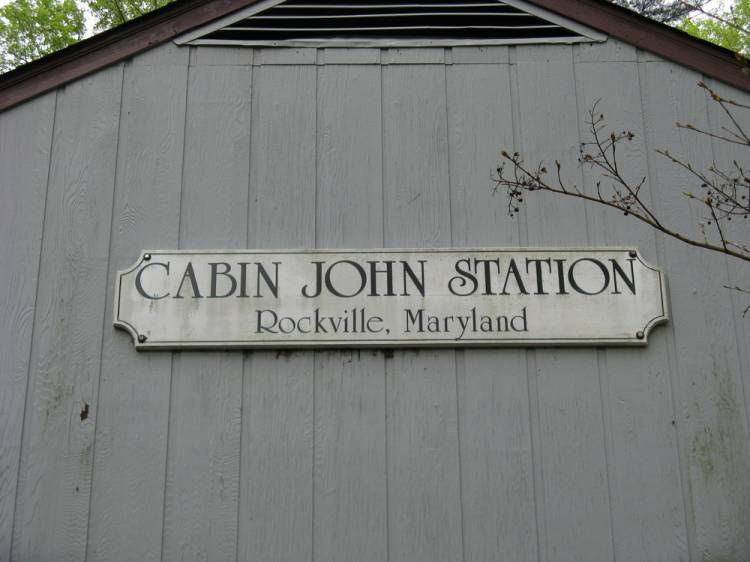 CABIN JOHN STATION
Rockville, Maryland